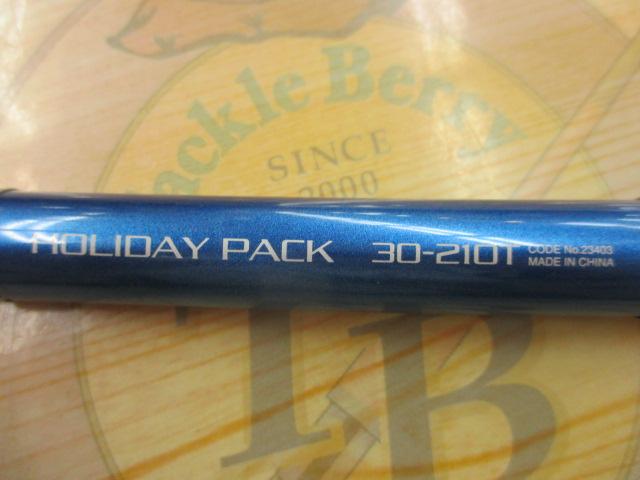 Tackle Berry
SINCE
2000
HOLIDAY PACK 30-210T
CODE No.23403
MADE IN CHINA
TB